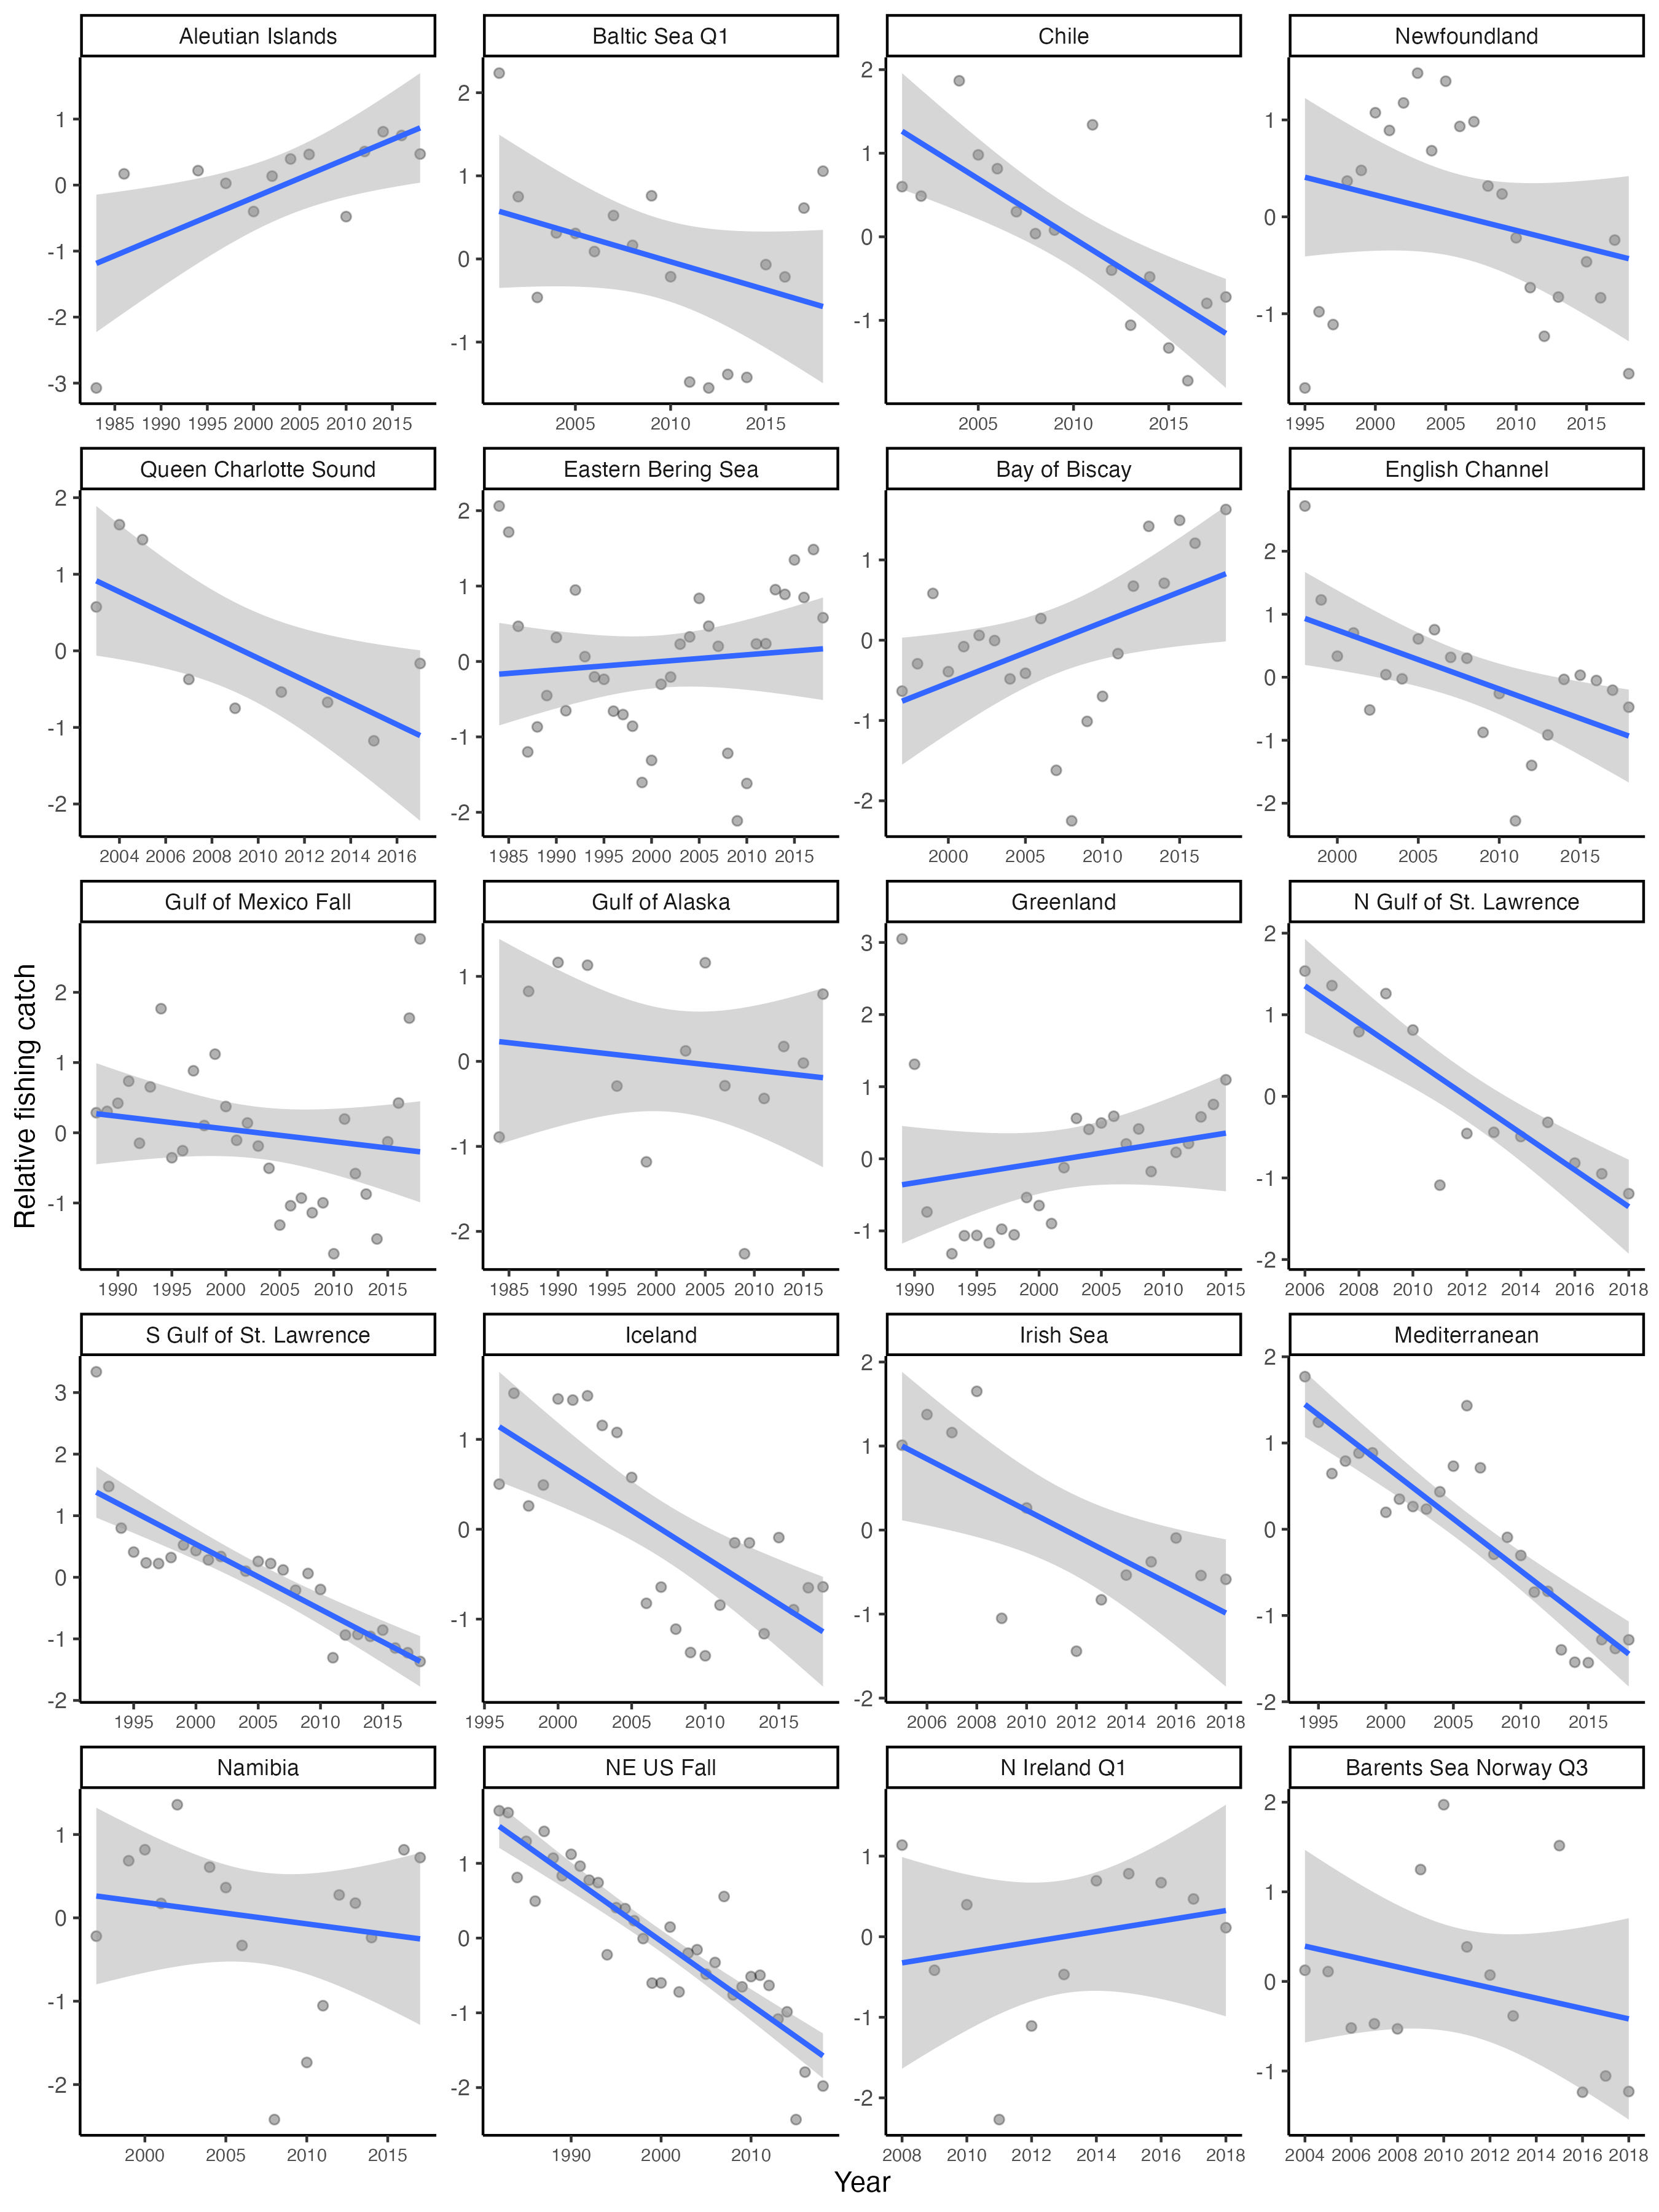 Aleutian Islands Baltic Sea Q1 Chile Newfoundland
1 0 -1 -2 -3
2 1 0 -1
2 1 0 -1
1 0 -1
1985 1990 1995 2000 2005 2010 2015
2005 2010 2015
2005 2010 2015
1995 2000 2005 2010 2015
Queen Charlotte Sound Eastern Bering Sea Bay of Biscay English Channel
2 1 0 -1 -2
2 1 0 -1 -2
1 0 -1 -2
2 1 0 -1 -2
2004 2006 2008 2010 2012 2014 2016
1985 1990 1995 2000 2005 2010 2015
2000 2005 2010 2015
2000 2005 2010 2015
Relative fishing catch
Gulf of Mexico Fall Gulf of Alaska Greenland N Gulf of St. Lawrence
2 1 0 -1
1 0 -1 -2
3 2 1 0 -1
2 1 0 -1 -2
1990 1995 2000 2005 2010 2015
1985 1990 1995 2000 2005 2010 2015
1990 1995 2000 2005 2010 2015
2006 2008 2010 2012 2014 2016 2018
S Gulf of St. Lawrence Iceland Irish Sea Mediterranean
3 2 1 0 -1 -2
1 0 -1
2 1 0 -1 -2
2 1 0 -1 -2
1995 2000 2005 2010 2015
1995 2000 2005 2010 2015
2006 2008 2010 2012 2014 2016 2018
1995 2000 2005 2010 2015
Namibia NE US Fall N Ireland Q1 Barents Sea Norway Q3
1 0 -1 -2
1 0 -1 -2
1 0 -1 -2
2 1 0 -1
2000 2005 2010 2015
1990 2000 2010
2008 2010 2012 2014 2016 2018
2004 2006 2008 2010 2012 2014 2016 2018
Year